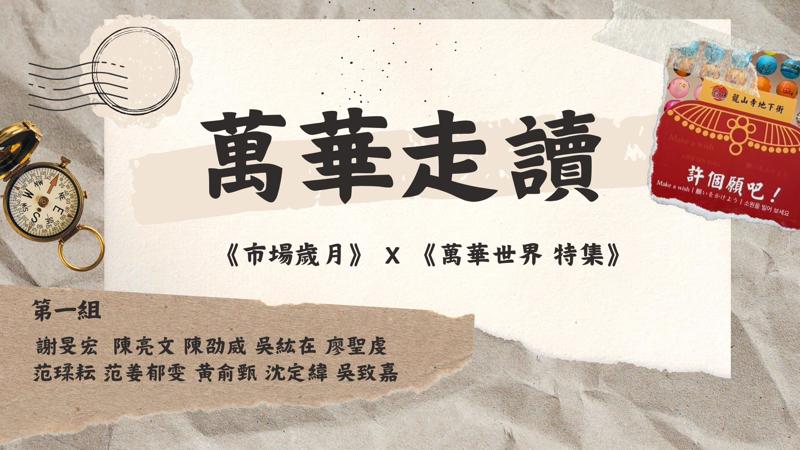 萬華走讀
《市場歲月》 X 《萬華世界 特集》
龍山寺地下街
許個願吧！
Make a wish | 願いをかけよう | 소원을 빌어 보세요
第一組
謝旻宏 陳亮文 陳劭威 吳紘在 廖聖虔
范瑈耘 范姜郁雯 黃俞甄 沈定緯 吳致嘉